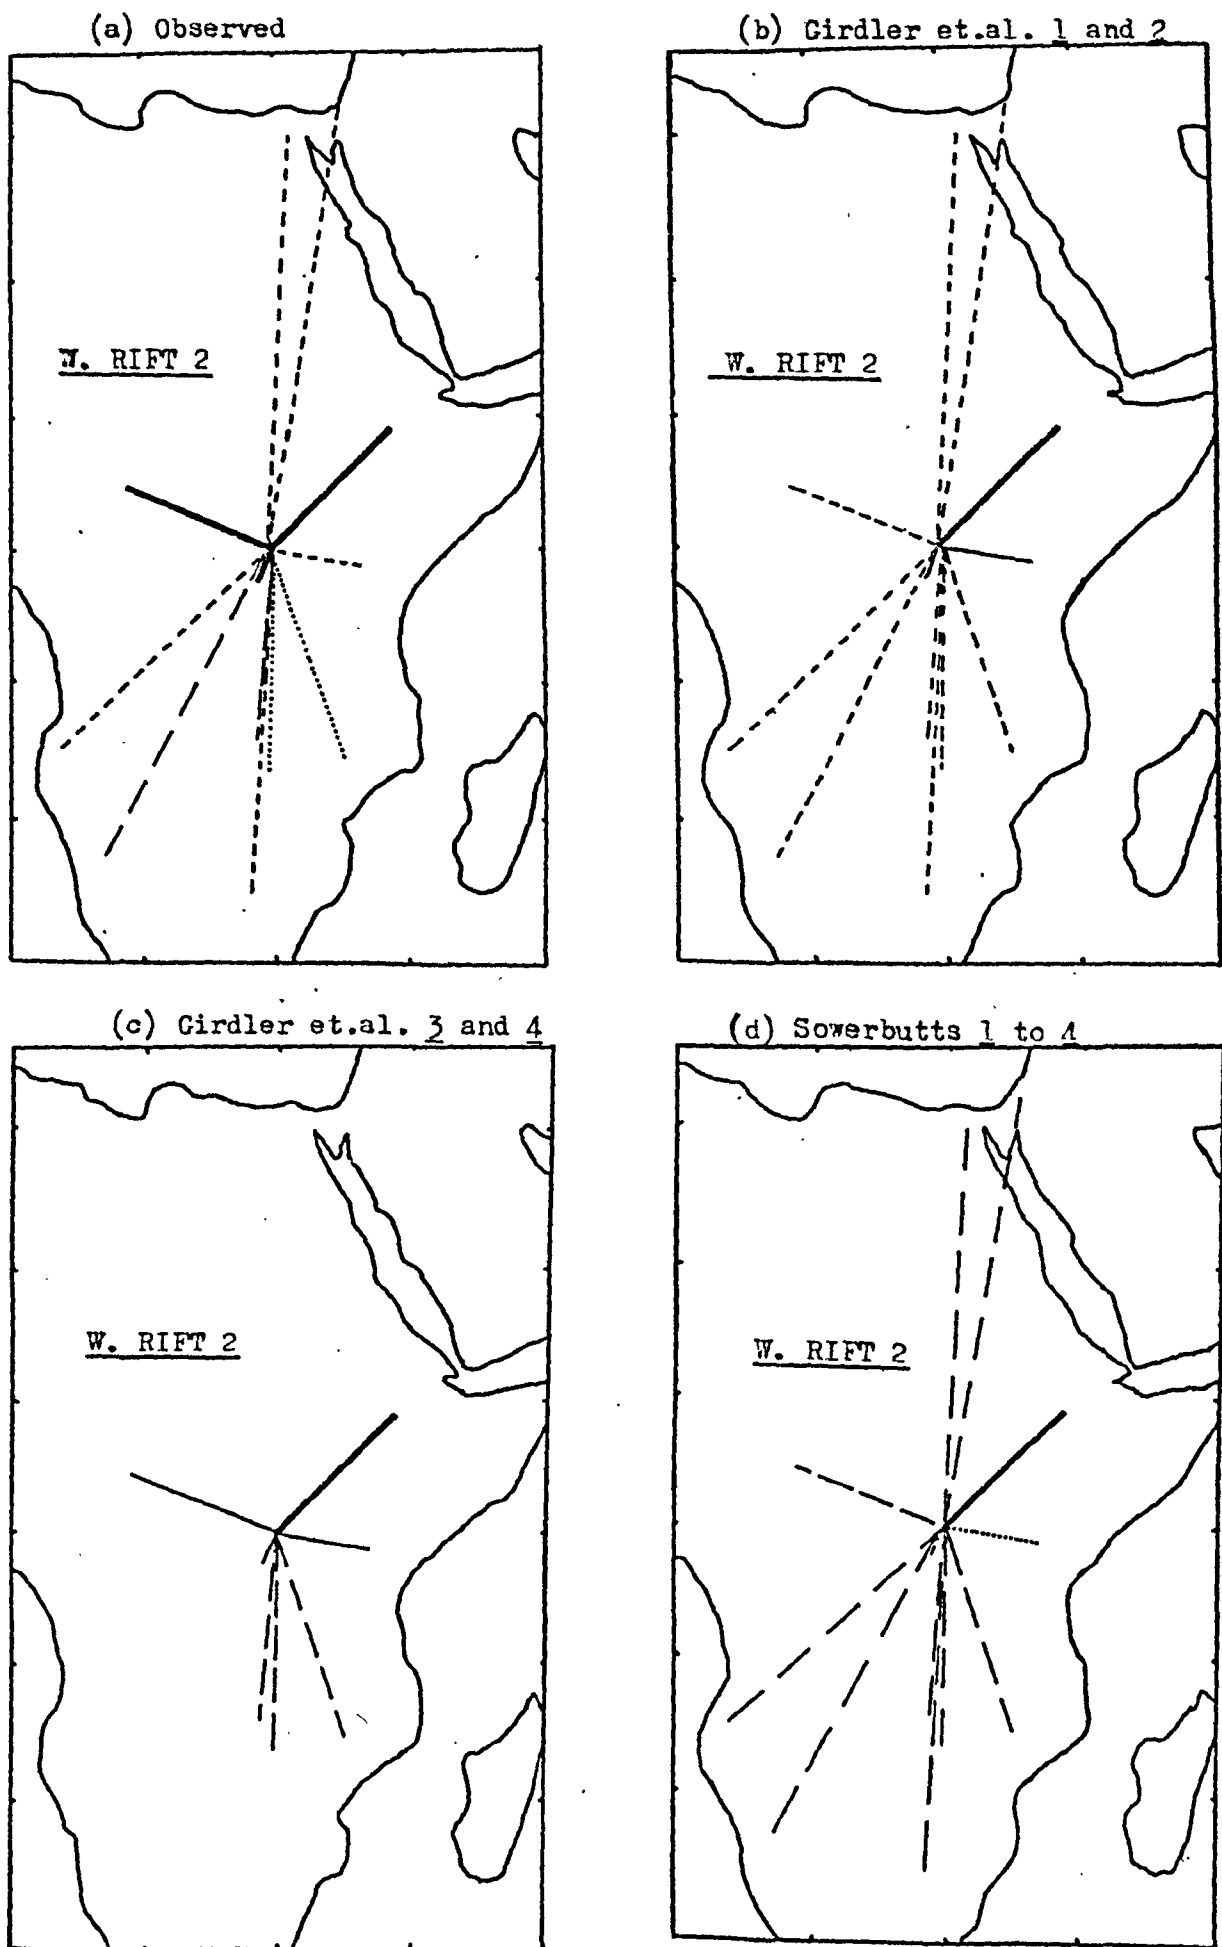 (a) Observed
(b) Girdler et.al. 1 and 2
W. RIFT 2
W. RIFT 2
(c) Girdler et.al. 3 and 4
(d) Sowerbutts 1 to 4
W. RIFT 2
W. RIFT 2